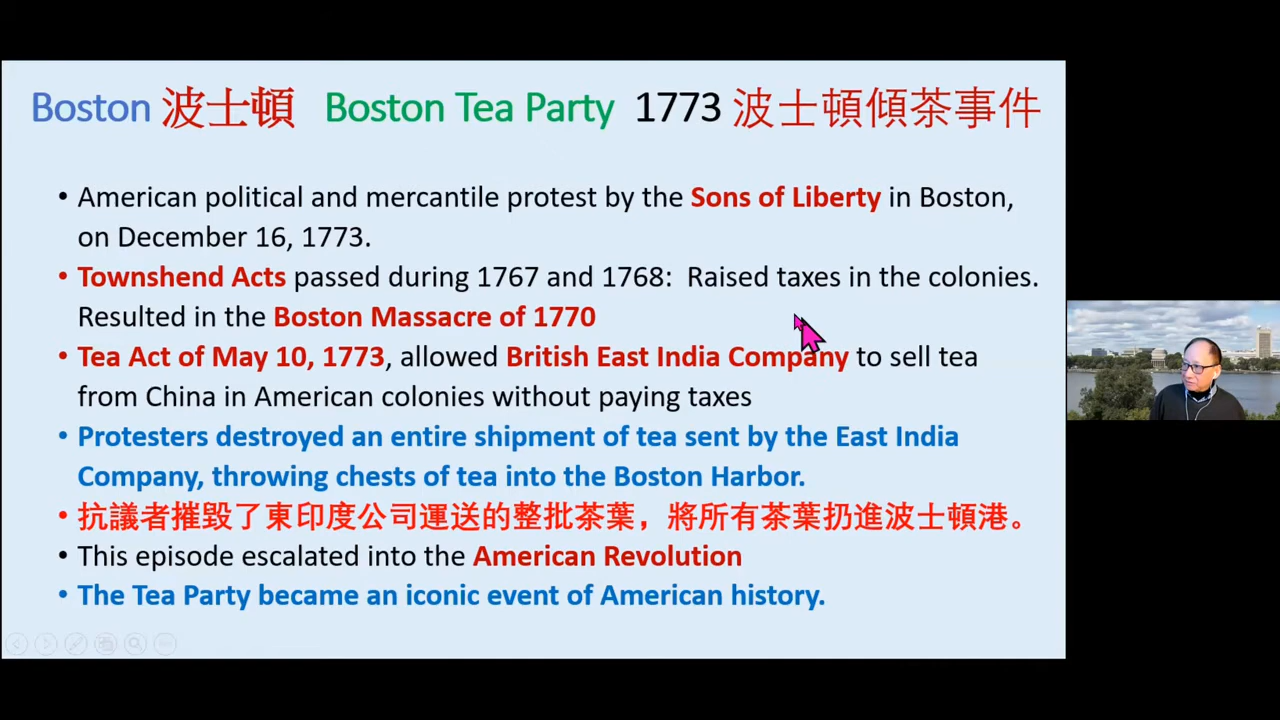 Boston 波士頓 Boston Tea Party 1773 波士頓傾茶事件
• American political and mercantile protest by the Sons of Liberty in Boston,
on December 16, 1773.
• Townshend Acts passed during 1767 and 1768: Raised taxes in the colonies.
Resulted in the Boston Massacre of 1770
• Tea Act of May 10, 1773, allowed British East India Company to sell tea
from China in American colonies without paying taxes
• Protesters destroyed an entire shipment of tea sent by the East India
Company, throwing chests of tea into the Boston Harbor.
• 抗議者摧毀了東印度公司運送的整批茶葉，將所有茶葉扔進波士頓港。
• This episode escalated into the American Revolution
• The Tea Party became an iconic event of American history.